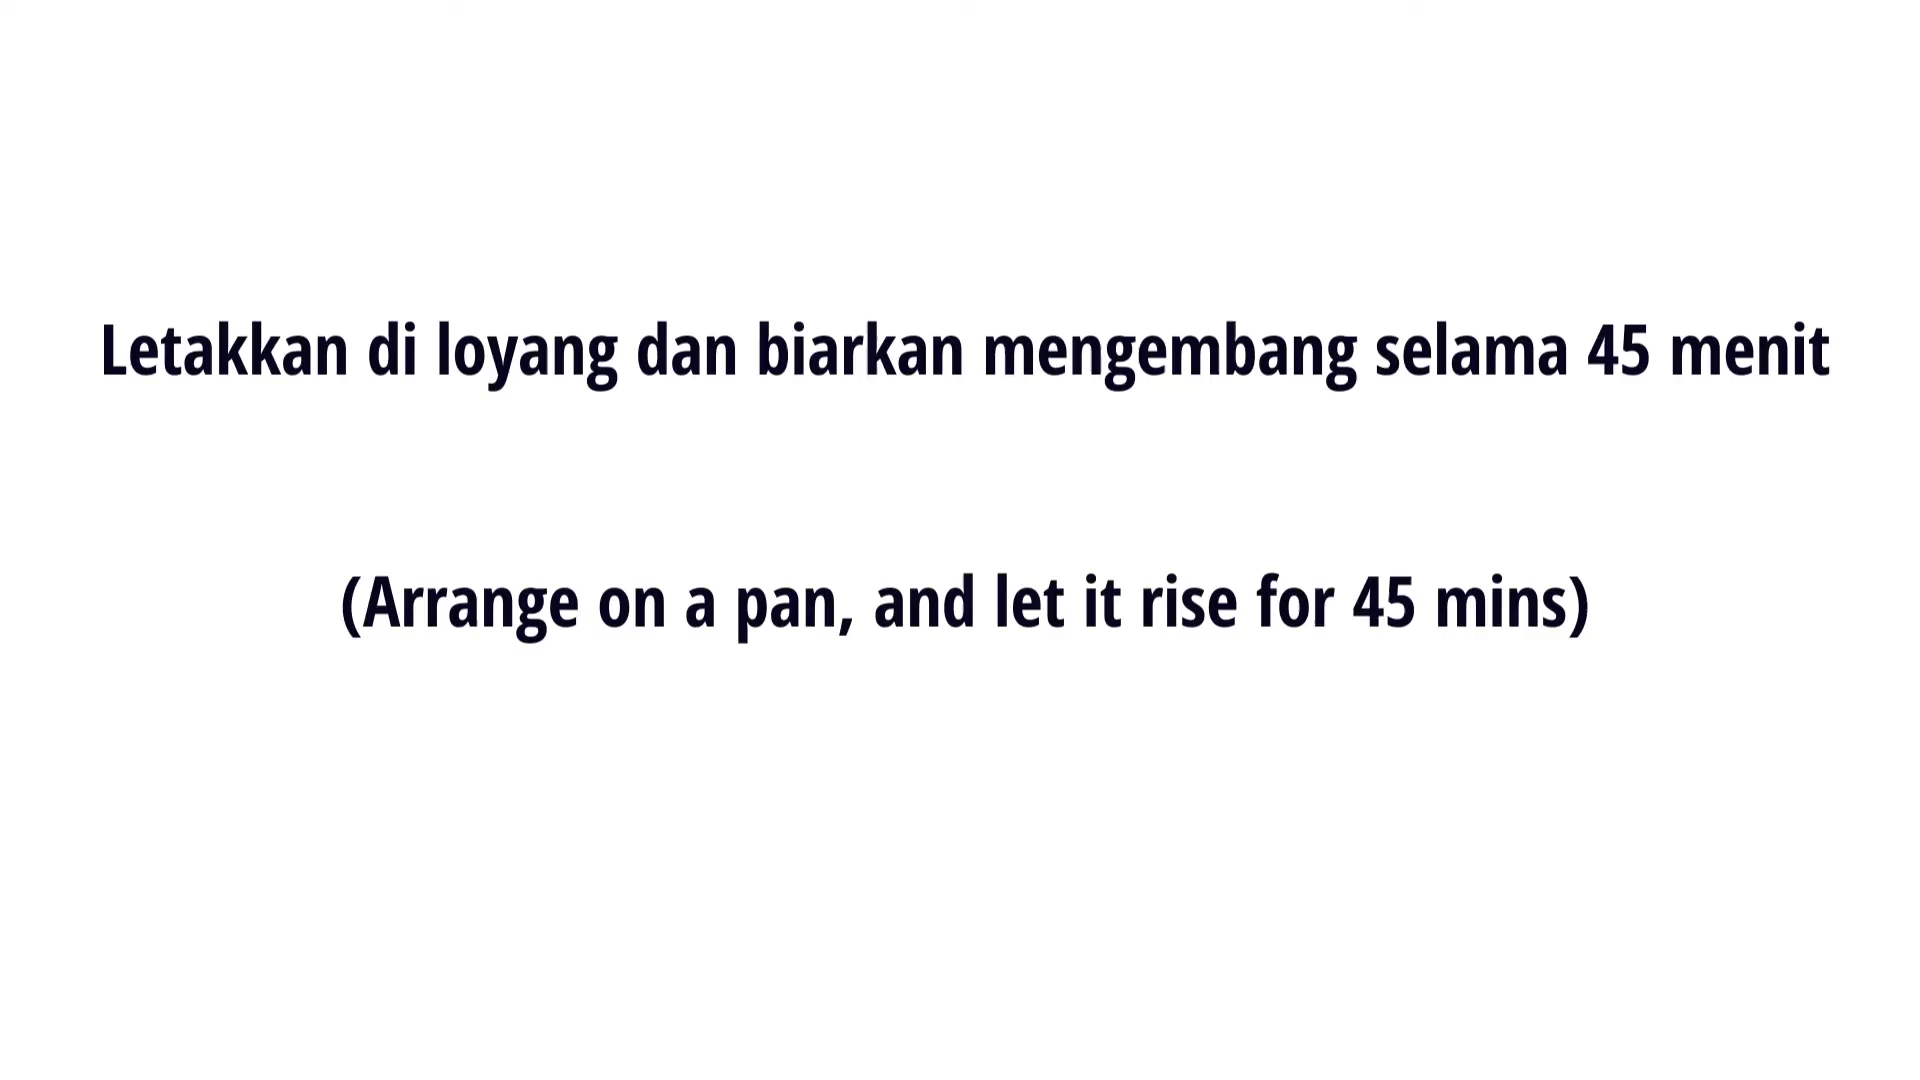 Letakkan di loyang dan biarkan mengembang selama 45 menit
(Arrange on a pan, and let it rise for 45 mins)